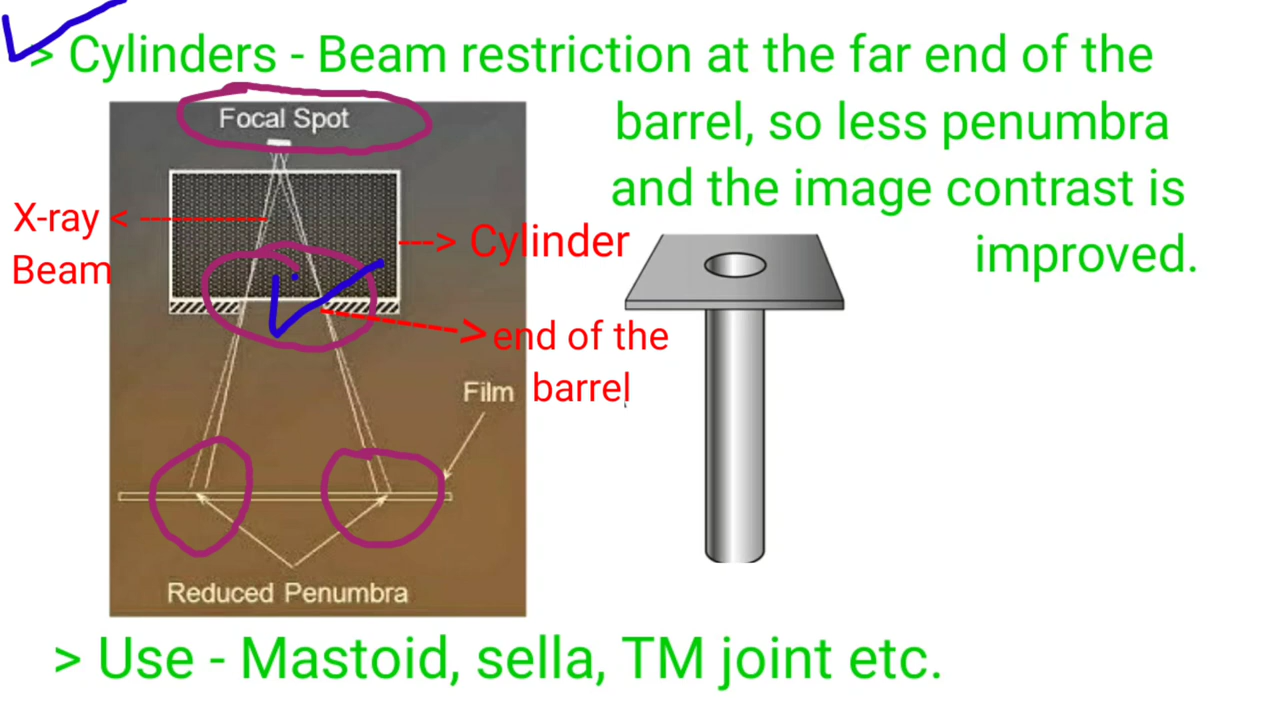 > Cylinders - Beam restriction at the far end of the
barrel, so less penumbra
and the image contrast is
improved.
Focal Spot
X-ray < -----
Beam
---> Cylinder
-----> end of the
barrel
Film
Reduced Penumbra
> Use - Mastoid, sella, TM joint etc.